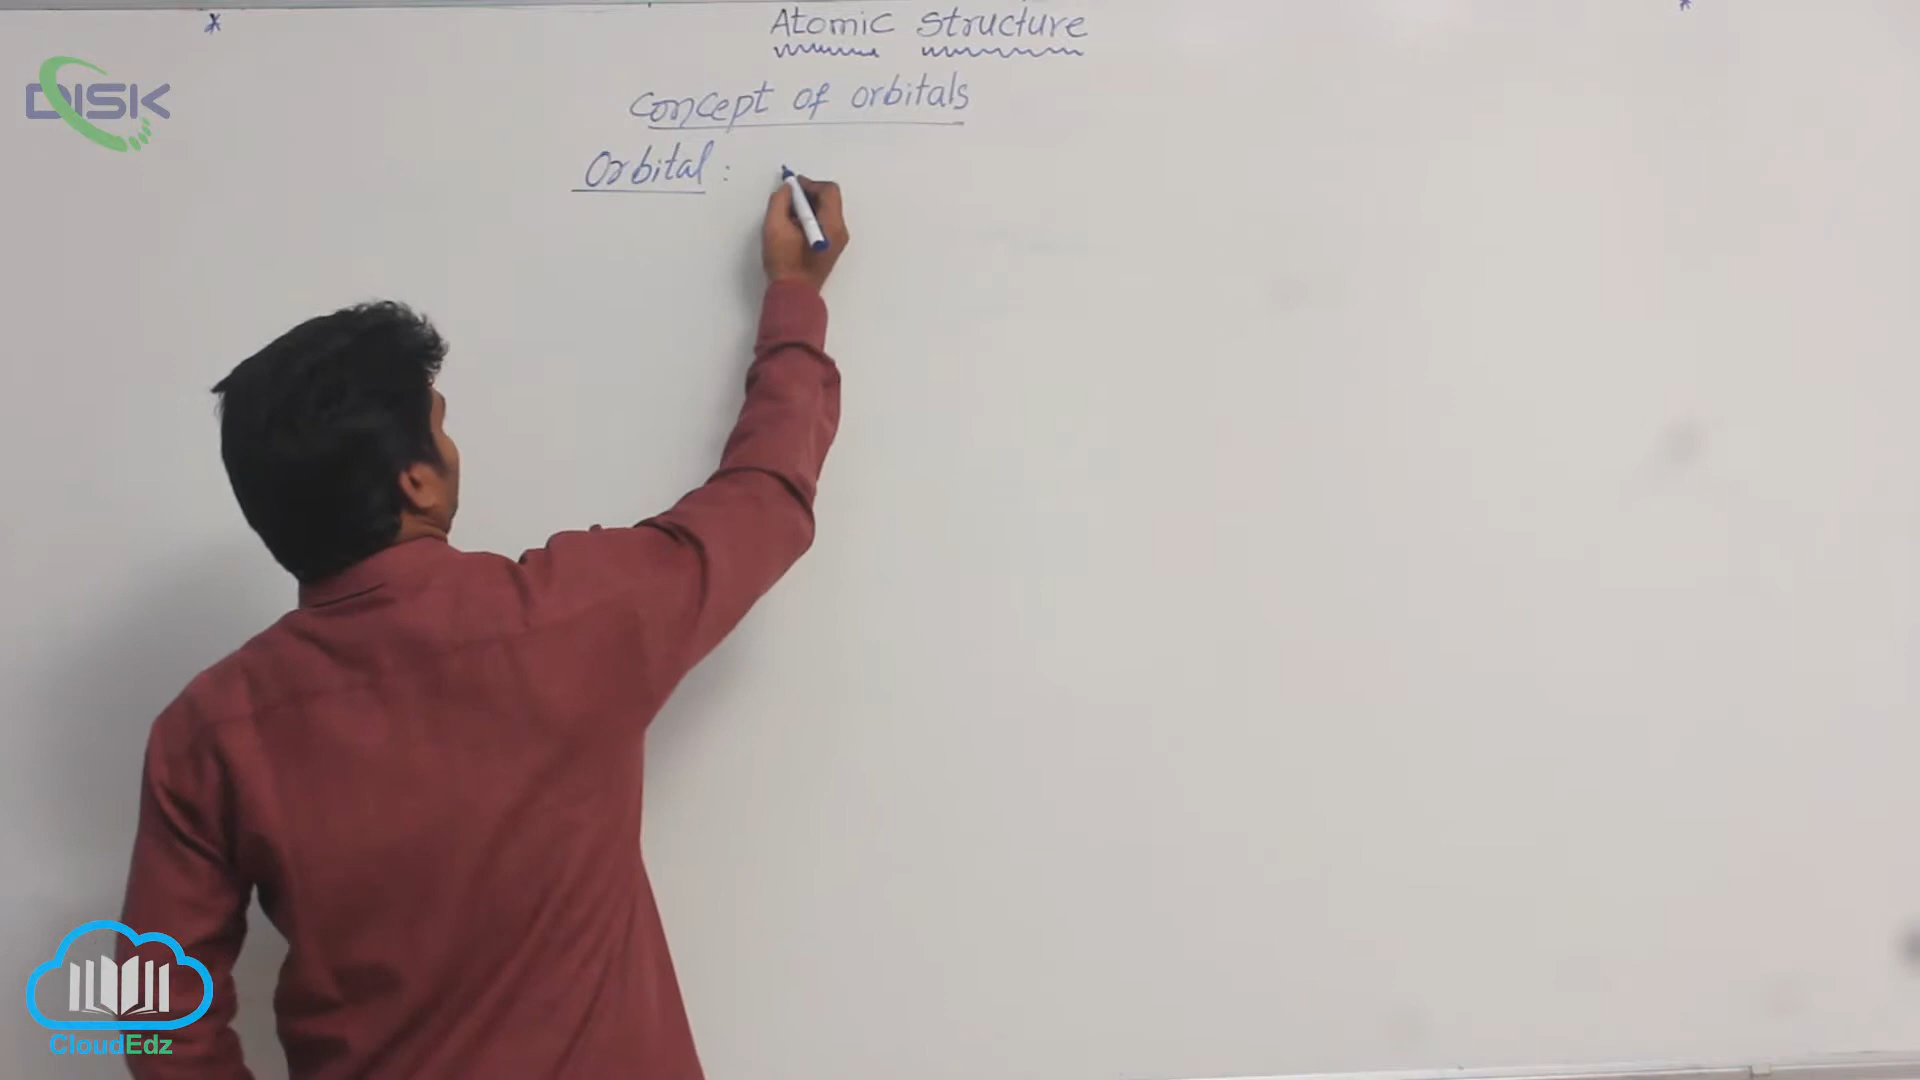 Atomic Structure
Concept of orbitals
Orbital :
DISK
CloudEdz